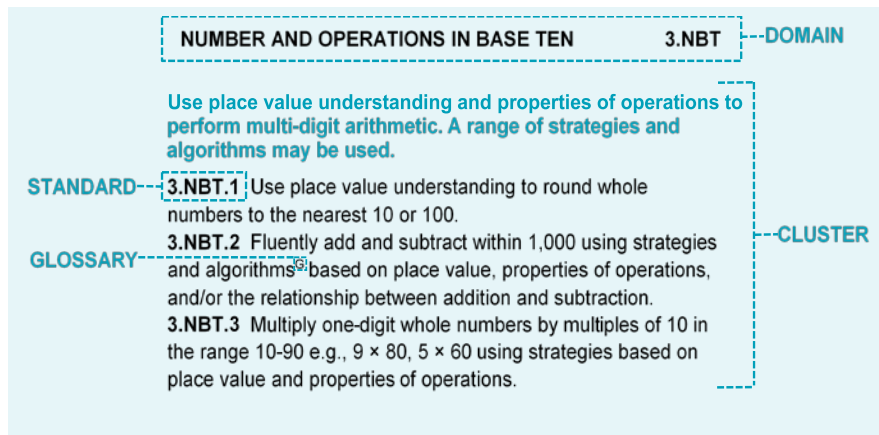 NUMBER AND OPERATIONS IN BASE TEN 3.NBT
DOMAIN
Use place value understanding and properties of operations to
perform multi-digit arithmetic. A range of strategies and
algorithms may be used.
STANDARD
3.NBT.1 Use place value understanding to round whole
numbers to the nearest 10 or 100.
3.NBT.2 Fluently add and subtract within 1,000 using strategies
CLUSTER
GLOSSARY
and algorithmsG based on place value, properties of operations,
and/or the relationship between addition and subtraction.
3.NBT.3 Multiply one-digit whole numbers by multiples of 10 in
the range 10-90 e.g., 9 × 80, 5 × 60 using strategies based on
place value and properties of operations.